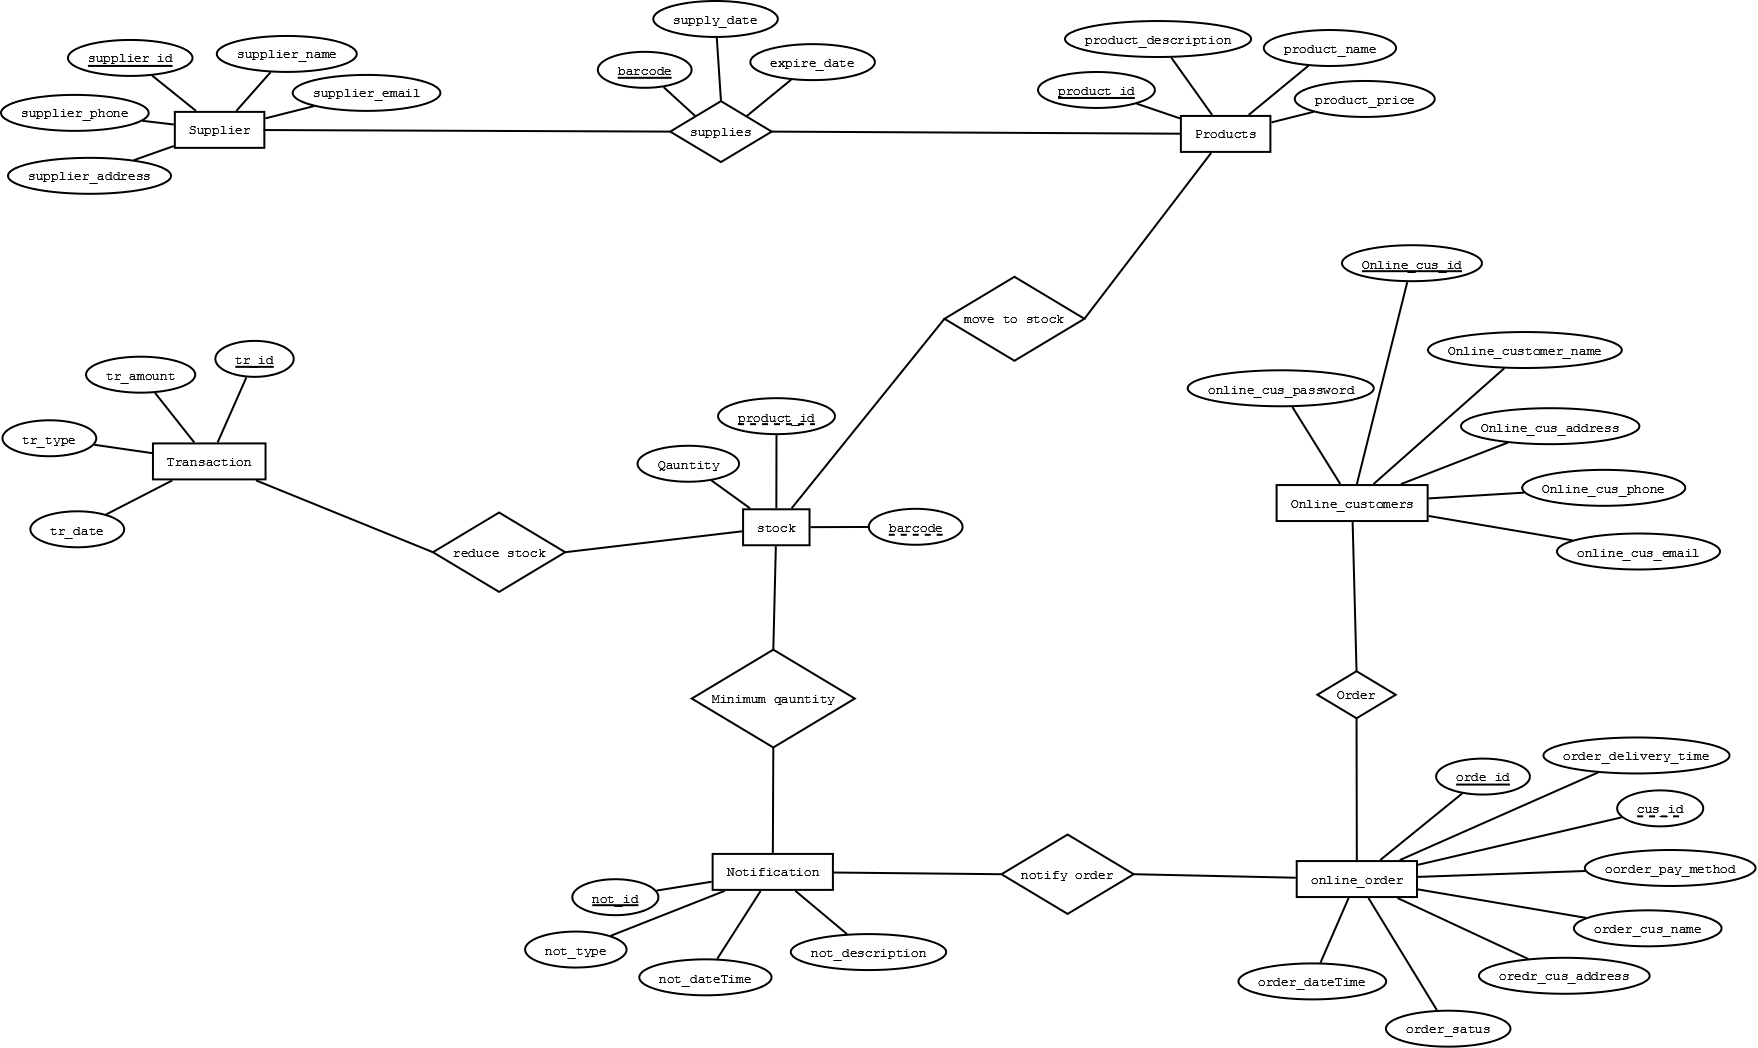 supply_date
product_description
product_name
supplier_name
supplier_id
expire_date
barcode
product_id
supplier_email
product_price
supplier_phone
Supplier
supplies
Products
supplier_address
Online_cus_id
move to stock
Online_customer_name
tr_id
tr_amount
online_cus_password
product_id
Online_cus_address
tr_type
Transaction
Qauntity
Online_cus_phone
Online_customers
tr_date
stock
barcode
reduce stock
online_cus_email
Minimum qauntity
Order
order_delivery_time
orde_id
cus_id
oorder_pay_method
Notification
notify order
online_order
not_id
order_cus_name
not_type
not_description
not_dateTime
order_dateTime
oredr_cus_address
order_satus